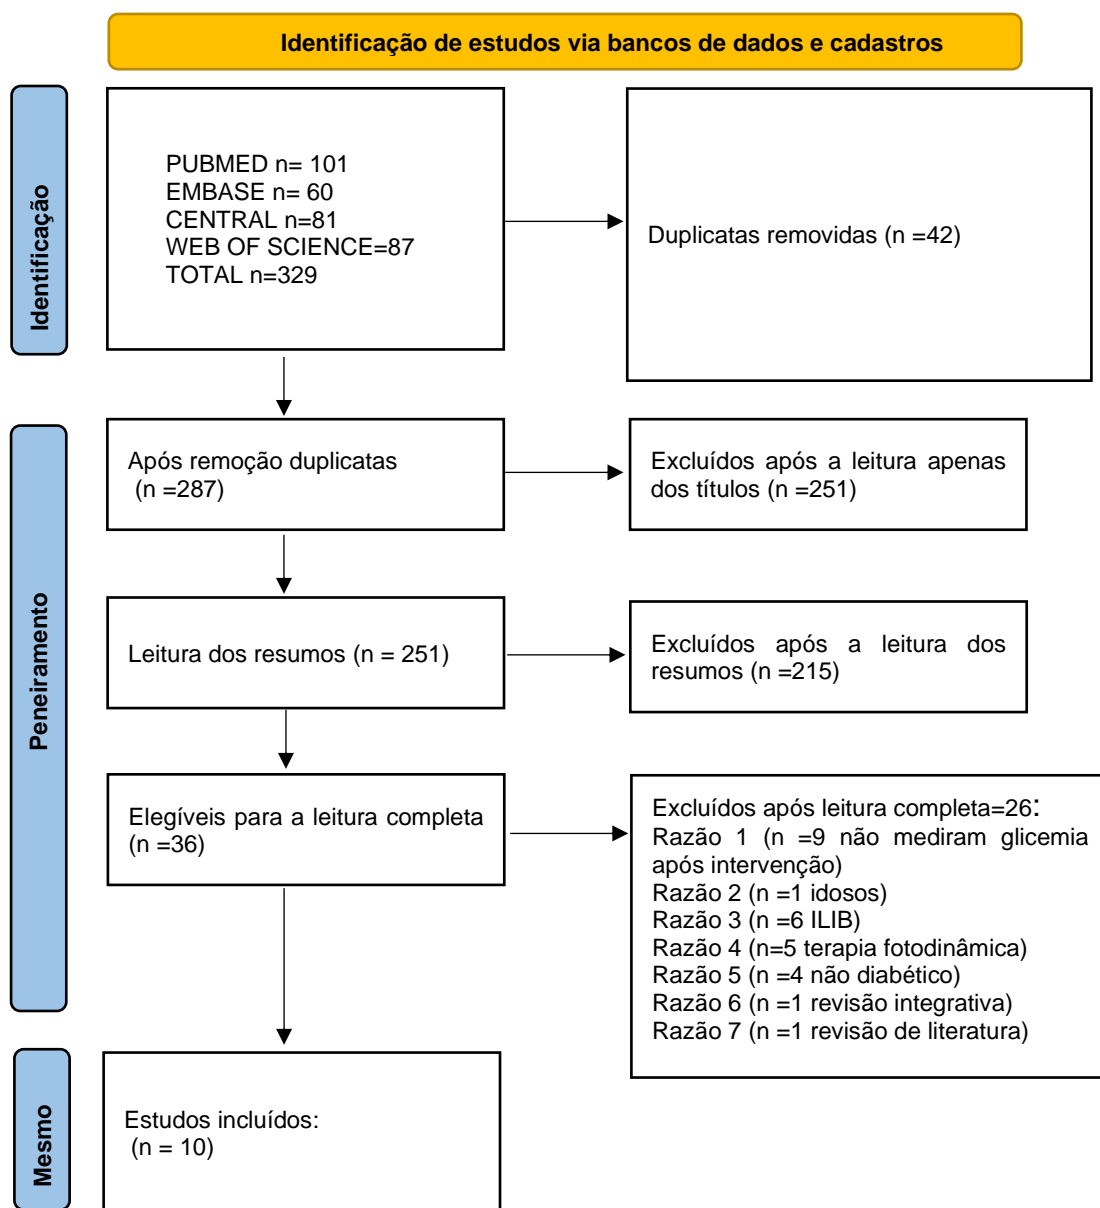 Identificação de estudos via bancos de dados e cadastros
Identificação
PUBMED n= 101
EMBASE n= 60
CENTRAL n=81
WEB OF SCIENCE=87
TOTAL n=329
Duplicatas removidas (n =42)
Peneiramento
Após remoção duplicatas
(n =287)
Excluídos após a leitura apenas
dos títulos (n =251)
Leitura dos resumos (n = 251)
Excluídos após a leitura dos
resumos (n =215)
Elegíveis para a leitura completa
(n =36)
Excluídos após leitura completa=26:
Razão 1 (n =9 não mediram glicemia
após intervenção)
Razão 2 (n =1 idosos)
Razão 3 (n =6 ILIB)
Razão 4 (n=5 terapia fotodinâmica)
Razão 5 (n =4 não diabético)
Razão 6 (n =1 revisão integrativa)
Razão 7 (n =1 revisão de literatura)
Mesmo
Estudos incluídos:
(n = 10)